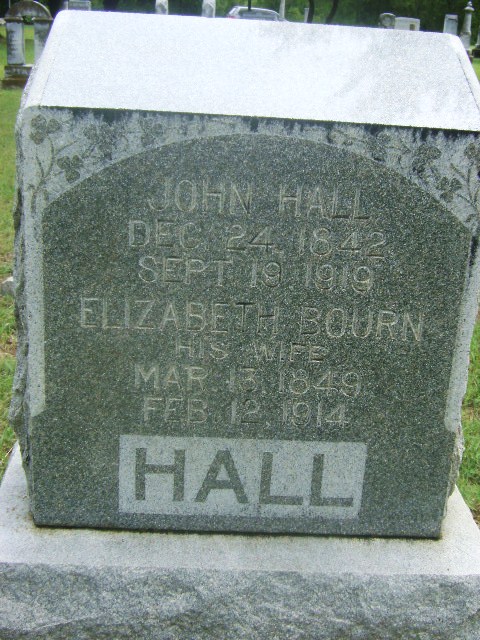 JOHN HALL
DEC. 24, 1842
SEPT. 19, 1919
ELIZABETH BOURN
HIS WIFE
MAR. 13, 1849
FEB. 12, 1914
HALL